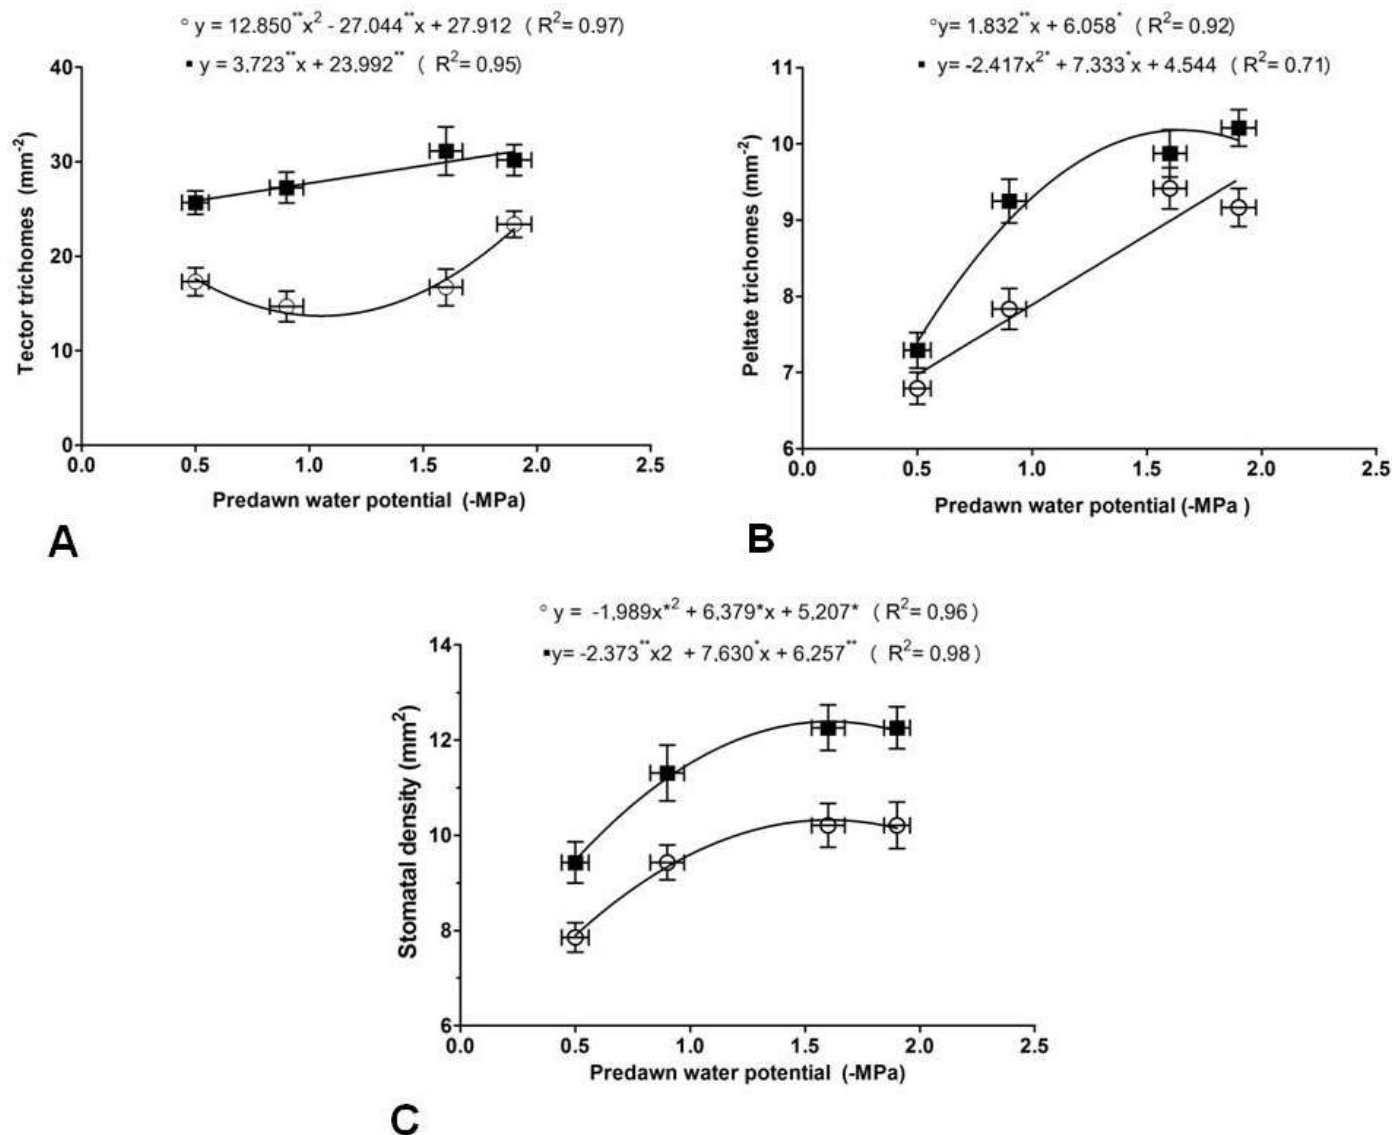 ○ y = 12.850**x² - 27.044**x + 27.912 ( R²= 0.97)
■ y = 3.723**x + 23.992** ( R²= 0.95)
40
30
20
10
0
Tector trichomes (mm⁻²)
0.0 0.5 1.0 1.5 2.0 2.5
Predawn water potential (-MPa)
A
○y= 1.832**x + 6.058* ( R²= 0.92)
■ y= -2.417x²* + 7.333*x + 4.544 ( R²= 0.71)
11
10
9
8
7
6
Peltate trichomes (mm⁻²)
0.0 0.5 1.0 1.5 2.0 2.5
Predawn water potential (-MPa )
B
○ y = -1,989x*² + 6,379*x + 5,207* ( R²= 0,96)
■y= -2.373**x2 + 7.630*x + 6.257** ( R²= 0.98)
14
12
10
8
6
Stomatal density (mm²)
0.0 0.5 1.0 1.5 2.0 2.5
Predawn water potential (-MPa)
C